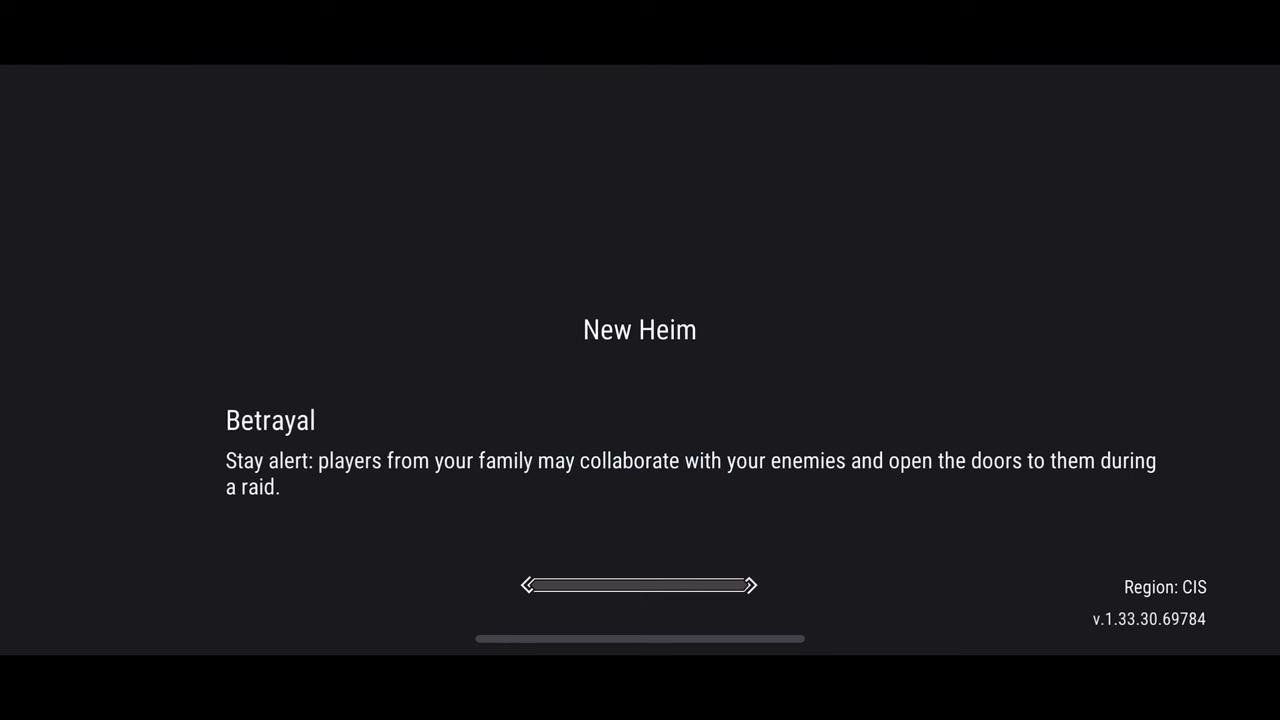 New Heim
Betrayal
Stay alert: players from your family may collaborate with your enemies and open the doors to them during
a raid.
Region: CIS
v.1.33.30.69784